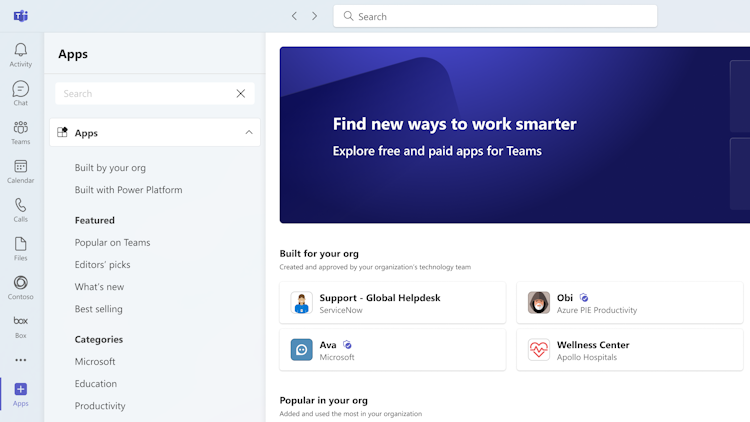 Search
Activity
Chat
Teams
Calendar
Calls
Files
Contoso
box
Box
Apps
Apps
Search
Apps
Built by your org
Built with Power Platform
Featured
Popular on Teams
Editors' picks
What's new
Best selling
Categories
Microsoft
Education
Productivity
Find new ways to work smarter
Explore free and paid apps for Teams
Built for your org
Created and approved by your organization's technology team
Support - Global Helpdesk
ServiceNow
Obi
Azure PIE Productivity
Ava
Microsoft
Wellness Center
Apollo Hospitals
Popular in your org
Added and used the most in your organization